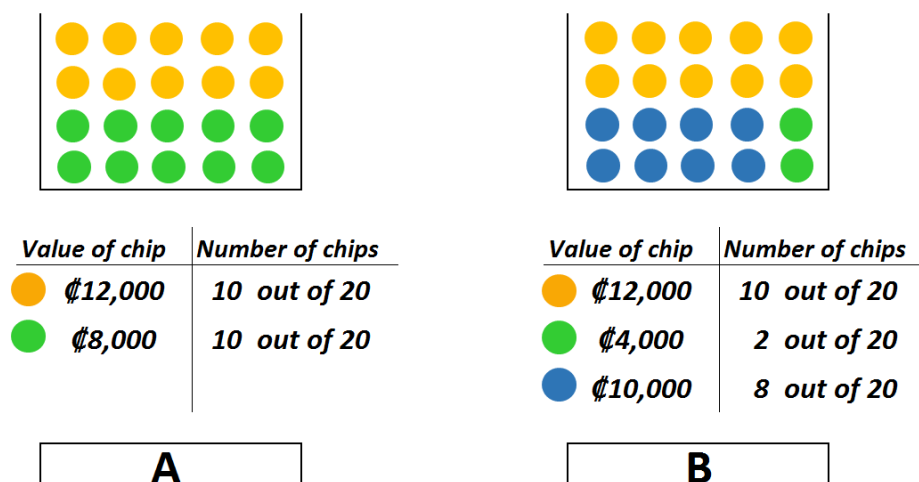 Value of chip Number of chips
₡12,000 10 out of 20
₡8,000 10 out of 20
A
Value of chip Number of chips
₡12,000 10 out of 20
₡4,000 2 out of 20
₡10,000 8 out of 20
B